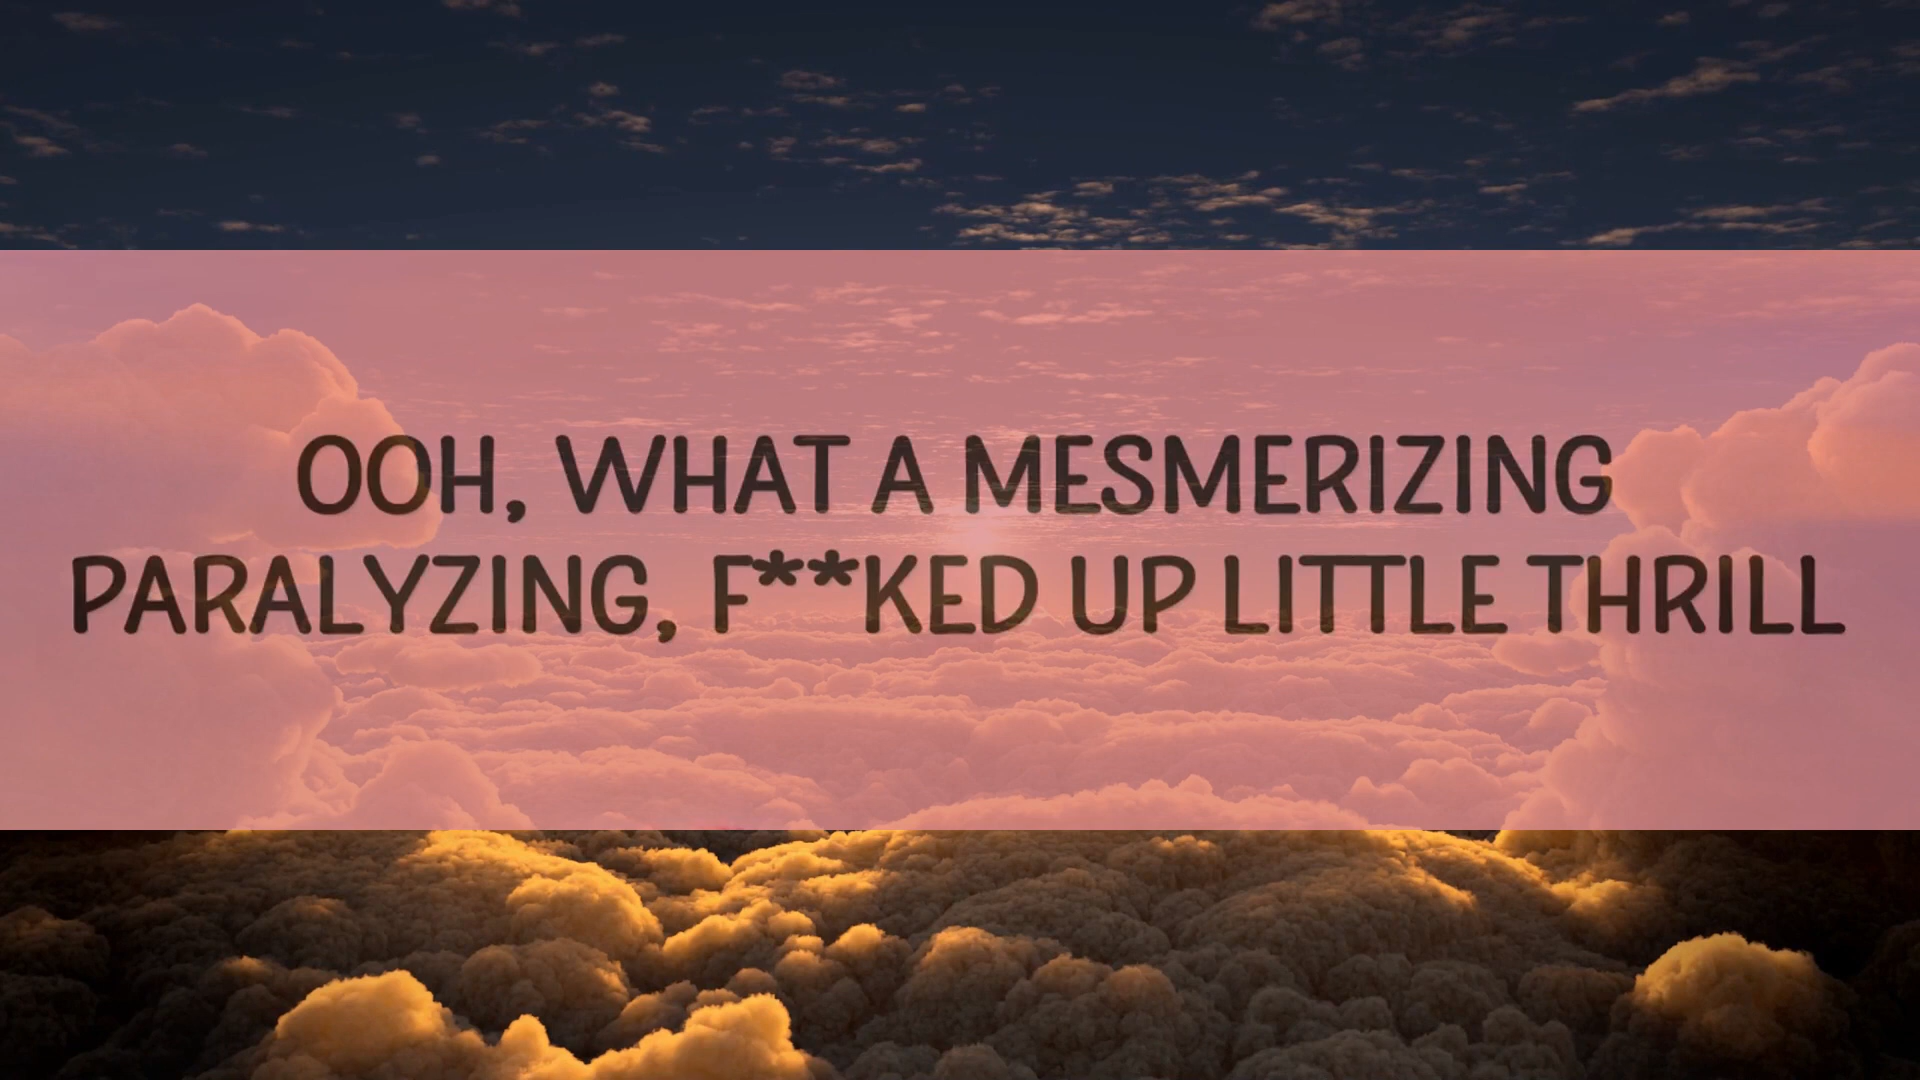 OOH, WHAT A MESMERIZING
PARALYZING, F**KED UP LITTLE THRILL